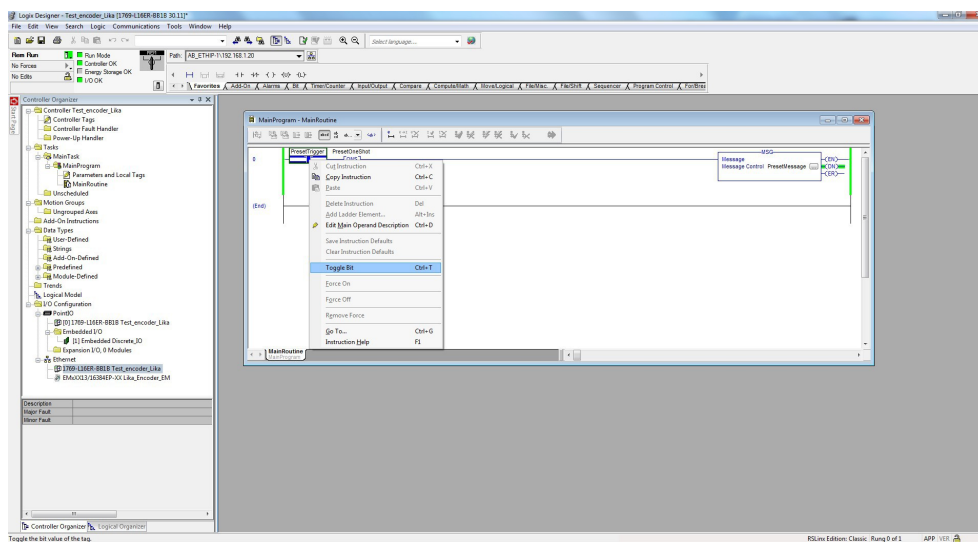 Logix Designer - Test_encoder_Lika [1769-L16ER-BB1B 30.11]*
File Edit View Search Logic Communications Tools Window Help
Select language...
Rem Run
Run Mode
Path: AB_ETHIP-1\192.168.1.20
No Forces
Controller OK
No Edits
Energy Storage OK
I/O OK
Favorites Add-On Alarms Bit Timer/Counter Input/Output Compare Compute/Math Move/Logical File/Misc. File/Shift Sequencer Program Control For/Brea
Start Page
Controller Organizer
Controller Test_encoder_Lika
Controller Tags
Controller Fault Handler
Power-Up Handler
Tasks
MainTask
MainProgram
Parameters and Local Tags
MainRoutine
Unscheduled
Motion Groups
Ungrouped Axes
Add-On Instructions
Data Types
User-Defined
Strings
Add-On-Defined
Predefined
Module-Defined
Trends
Logical Model
I/O Configuration
PointIO
[0] 1769-L16ER-BB1B Test_encoder_Lika
Embedded I/O
[1] Embedded Discrete_IO
Expansion I/O, 0 Modules
Ethernet
1769-L16ER-BB1B Test_encoder_Lika
EMxXX13/16384EP-XX Lika_Encoder_EM
Description
Major Fault
Minor Fault
Controller Organizer Logical Organizer
MainProgram - MainRoutine
0
PresetTrigger PresetOneShot
MSG
Message
Message Control PresetMessage ...
(EN)
(DN)
(ER)
(End)
Cut Instruction Ctrl+X
Copy Instruction Ctrl+C
Paste Ctrl+V
Delete Instruction Del
Add Ladder Element... Alt+Ins
Edit Main Operand Description Ctrl+D
Save Instruction Defaults
Clear Instruction Defaults
Toggle Bit Ctrl+T
Force On
Force Off
Remove Force
Go To... Ctrl+G
Instruction Help F1
MainRoutine
MainProgram
Toggle the bit value of the tag.
RSLinx Edition: Classic Rung 0 of 1 APP VER